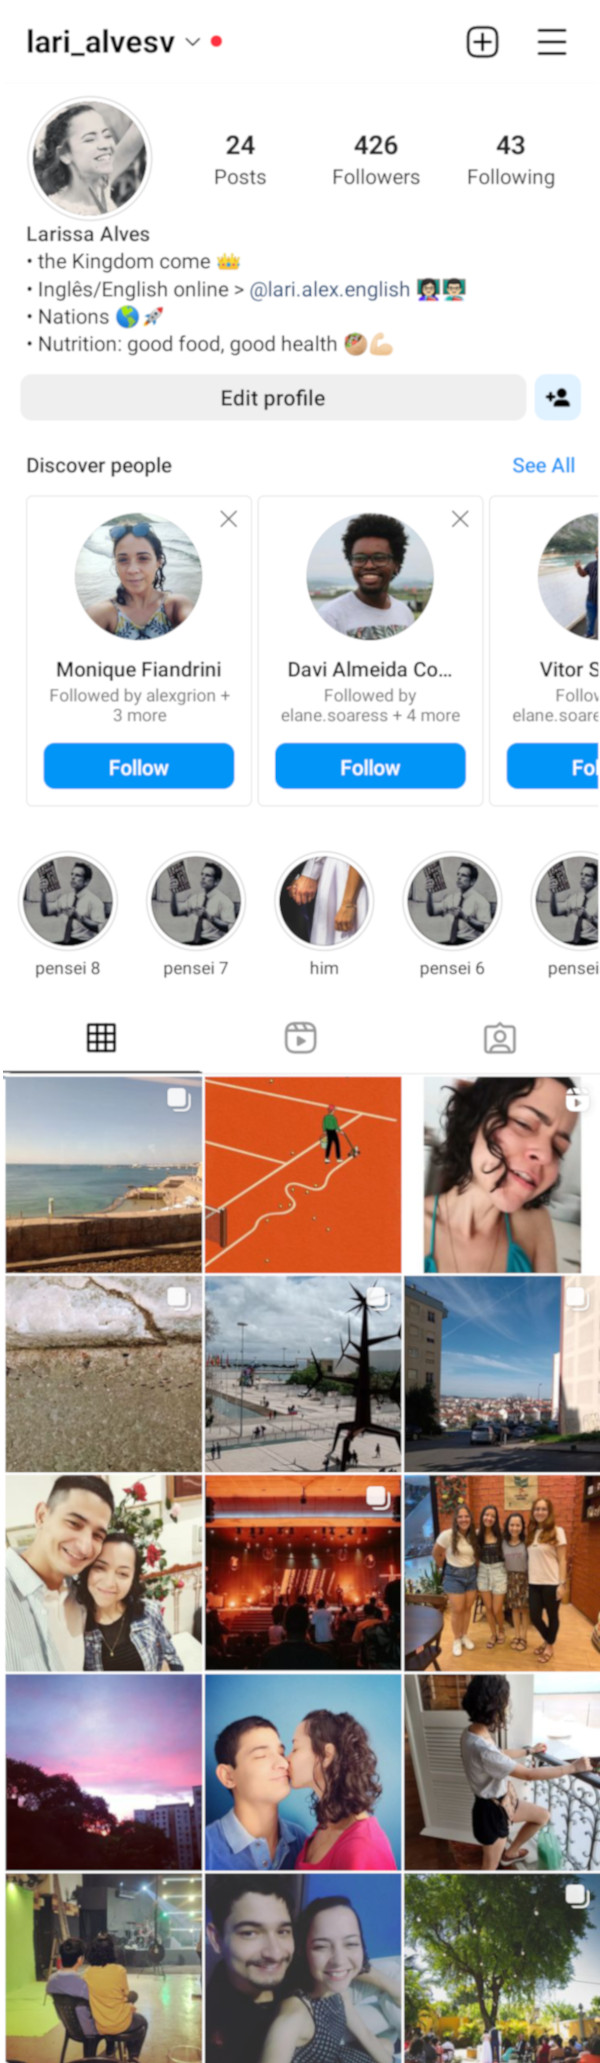 lari_alvesv
24 426 43
Posts Followers Following
Larissa Alves
• the Kingdom come 👑
• Inglês/English online > @lari.alex.english 👩🏻‍🏫👨🏻‍🏫
• Nations 🌎🚀
• Nutrition: good food, good health 🥙💪🏻
Edit profile
Discover people See All
Monique Fiandrini
Followed by alexgrion +
3 more
Follow
Davi Almeida Co...
Followed by
elane.soaress + 4 more
Follow
Vitor S
Follov
elane.soare
Fol
pensei 8 pensei 7 him pensei 6 pensei